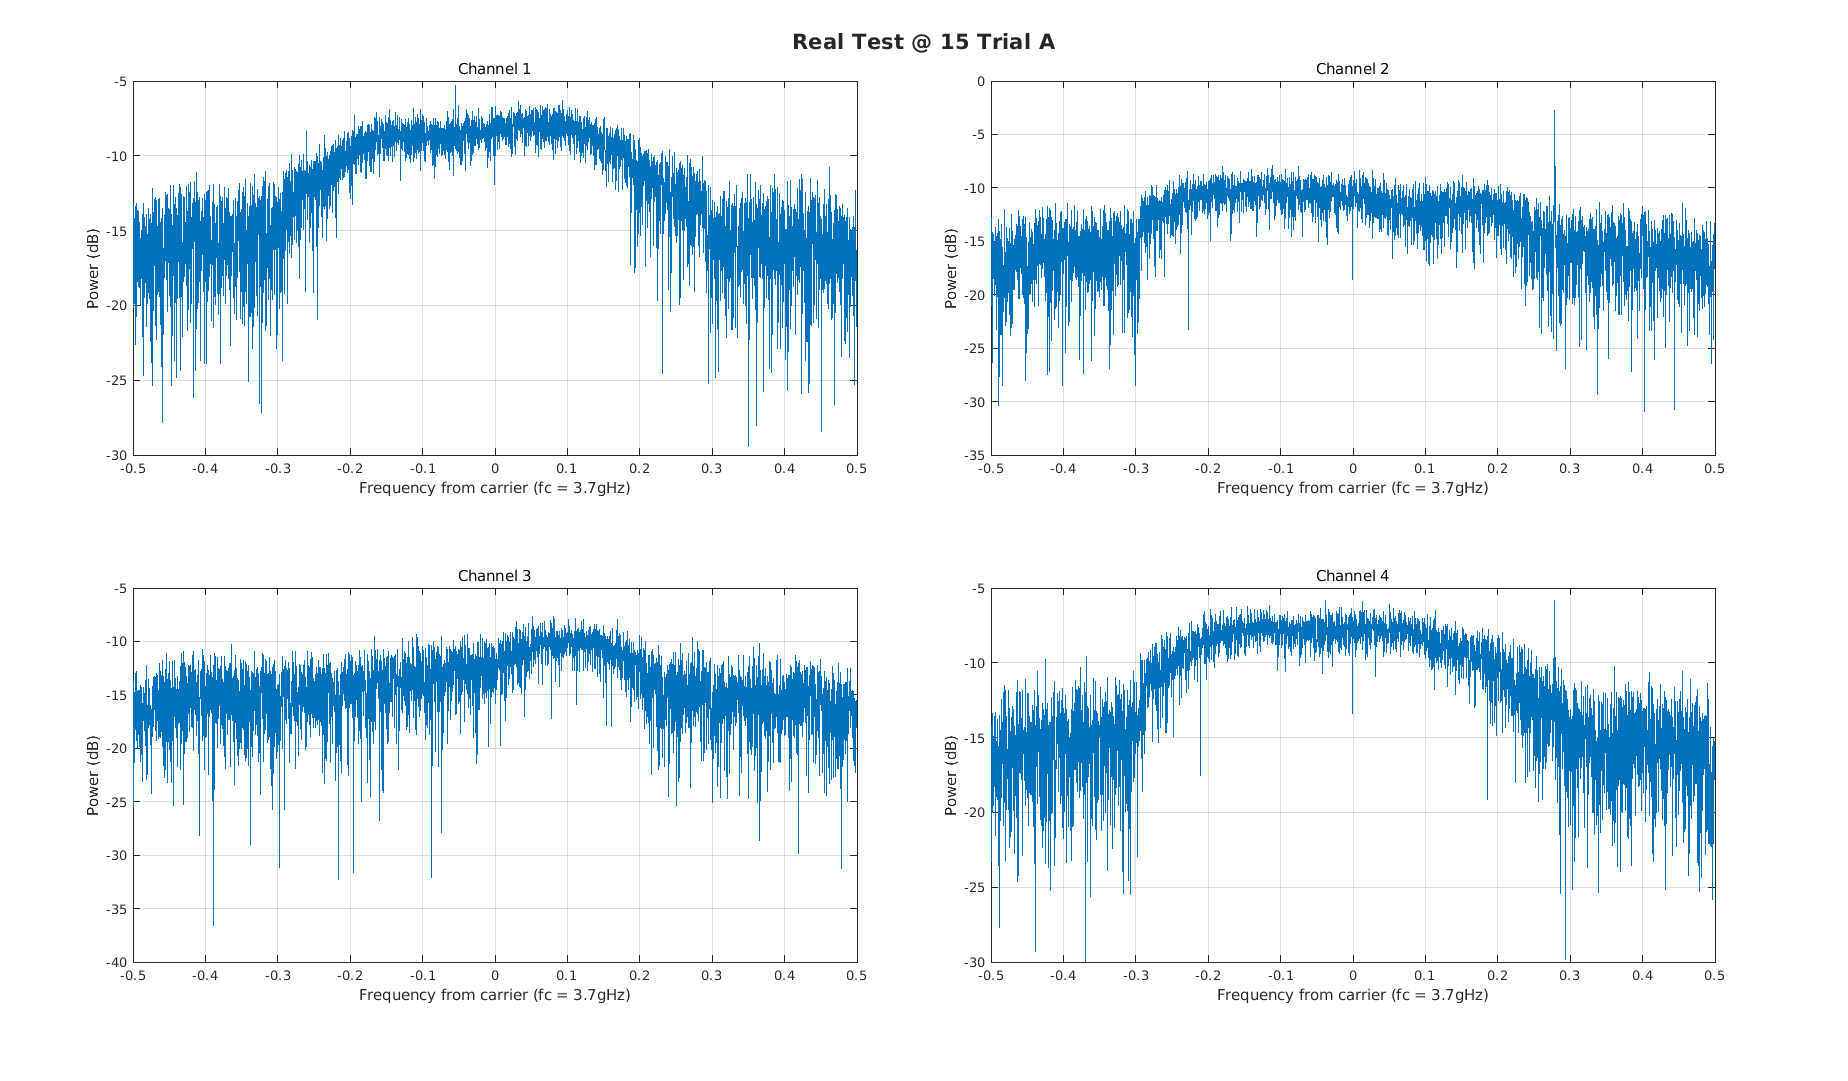 Real Test @ 15 Trial A
Channel 1
-5
-10
-15
-20
-25
-30
Power (dB)
-0.5 -0.4 -0.3 -0.2 -0.1 0 0.1 0.2 0.3 0.4 0.5
Frequency from carrier (fc = 3.7gHz)
Channel 2
0
-5
-10
-15
-20
-25
-30
-35
Power (dB)
-0.5 -0.4 -0.3 -0.2 -0.1 0 0.1 0.2 0.3 0.4 0.5
Frequency from carrier (fc = 3.7gHz)
Channel 3
-5
-10
-15
-20
-25
-30
-35
-40
Power (dB)
-0.5 -0.4 -0.3 -0.2 -0.1 0 0.1 0.2 0.3 0.4 0.5
Frequency from carrier (fc = 3.7gHz)
Channel 4
-5
-10
-15
-20
-25
-30
Power (dB)
-0.5 -0.4 -0.3 -0.2 -0.1 0 0.1 0.2 0.3 0.4 0.5
Frequency from carrier (fc = 3.7gHz)